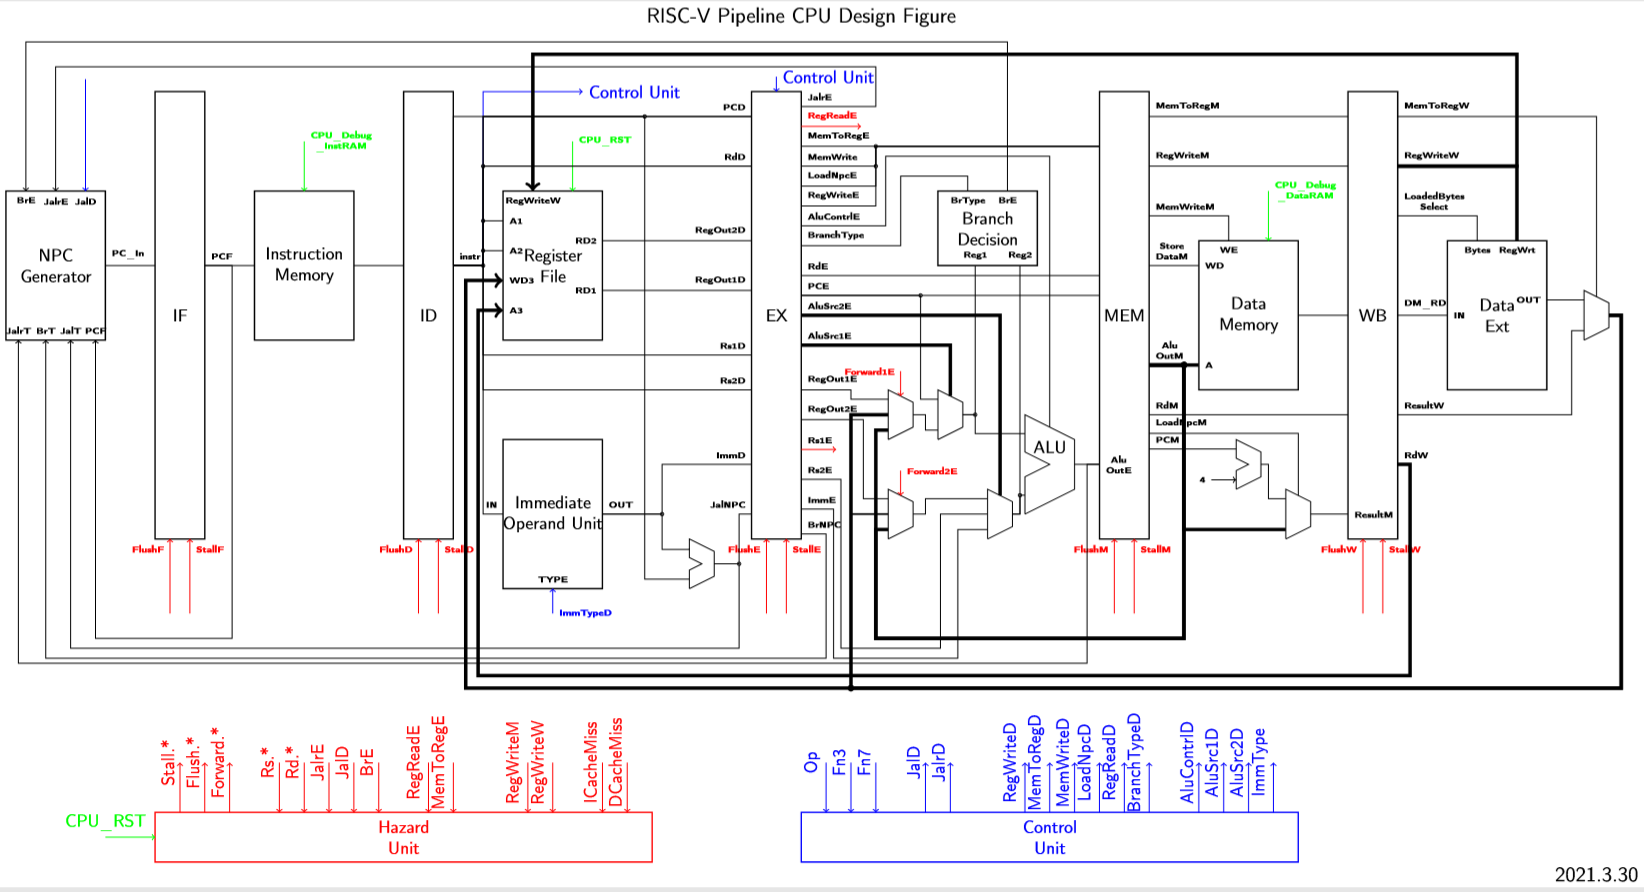 RISC-V Pipeline CPU Design Figure
Control Unit
Control Unit
CPU_Debug
_InstRAM
CPU_RST
CPU_Debug
_DataRAM
BrE JalrE JalD
NPC
Generator
JalrT BrT JalT PCF
PC_In
IF
PCF
FlushF
StallF
Instruction
Memory
ID
instr
FlushD
StallD
RegWriteW
A1
A2
WD3
A3
RD2
RD1
Register
File
PCD
RdD
RegOut2D
RegOut1D
Rs1D
Rs2D
ImmD
JalNPC
IN
OUT
Immediate
Operand Unit
TYPE
ImmTypeD
EX
FlushE
StallE
JalrE
RegReadE
MemToRegE
MemWrite
LoadNpcE
RegWriteE
AluContrlE
BranchType
RdE
PCE
AluSrc2E
AluSrc1E
RegOut1E
RegOut2E
Rs1E
Rs2E
ImmE
BrNPC
Forward1E
Forward2E
BrType BrE
Branch
Decision
Reg1 Reg2
ALU
MEM
Alu
OutE
FlushM
StallM
MemToRegM
RegWriteM
MemWriteM
Store
DataM
Alu
OutM
RdM
LoadNpcM
PCM
4
WE
WD
Data
Memory
A
WB
ResultM
FlushW
StallW
MemToRegW
RegWriteW
LoadedBytes
Select
DM_RD
ResultW
RdW
Bytes RegWrt
IN
OUT
Data
Ext
Stall.*
Flush.*
Forward.*
Rs.*
Rd.*
JalrE
JalD
BrE
RegReadE
MemToRegE
RegWriteM
RegWriteW
ICacheMiss
DCacheMiss
CPU_RST
Hazard
Unit
Op
Fn3
Fn7
JalD
JalrD
RegWriteD
MemToRegD
MemWriteD
LoadNpcD
RegReadD
BranchTypeD
AluContrlD
AluSrc1D
AluSrc2D
ImmType
Control
Unit
2021.3.30